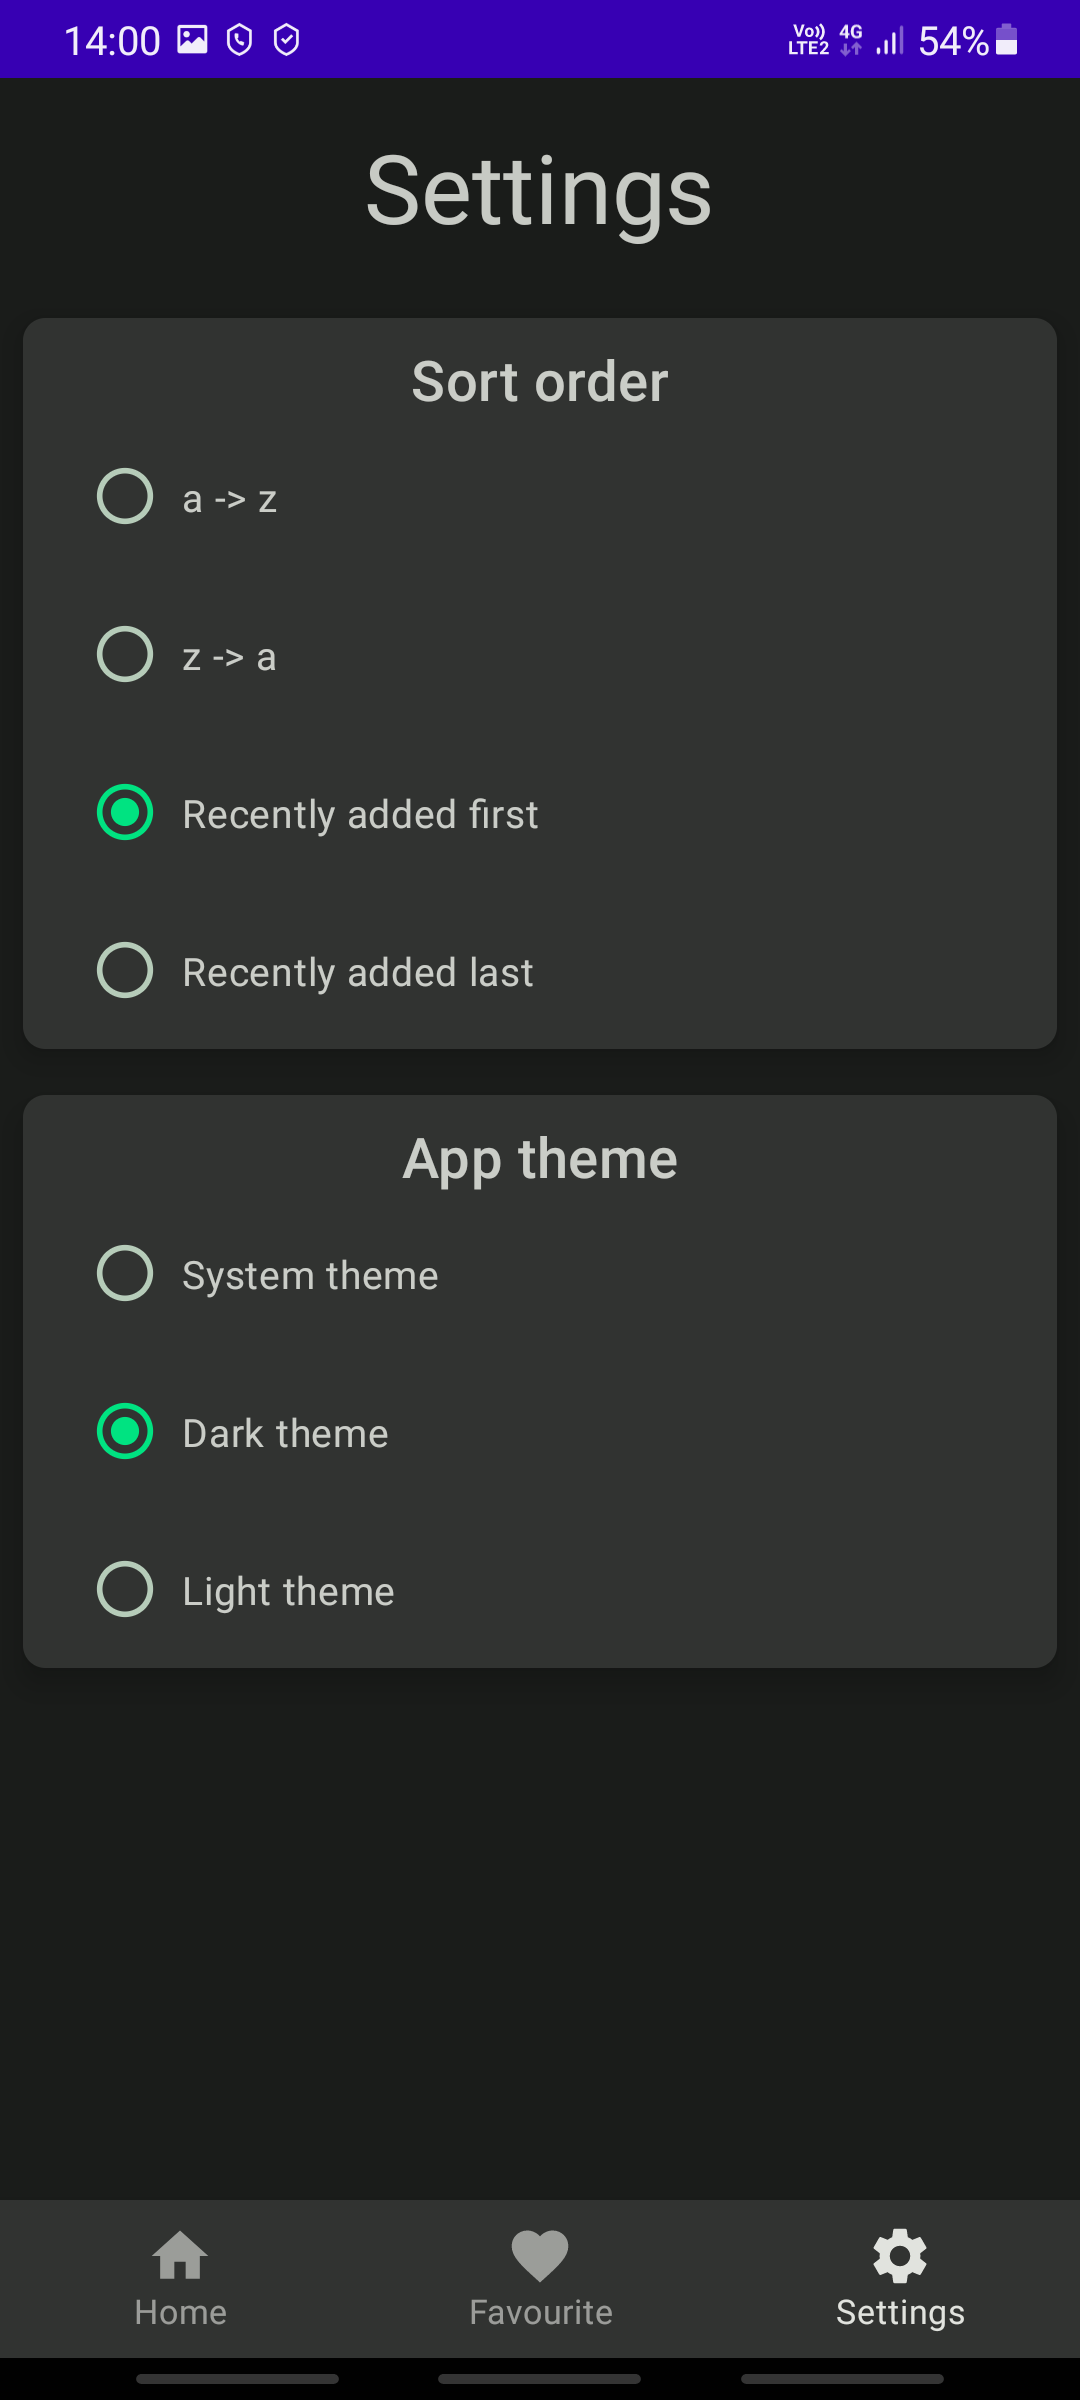 14:00 Vo)) LTE2 4G 54%
Settings
Sort order
a -> z
z -> a
Recently added first
Recently added last
App theme
System theme
Dark theme
Light theme
Home Favourite Settings